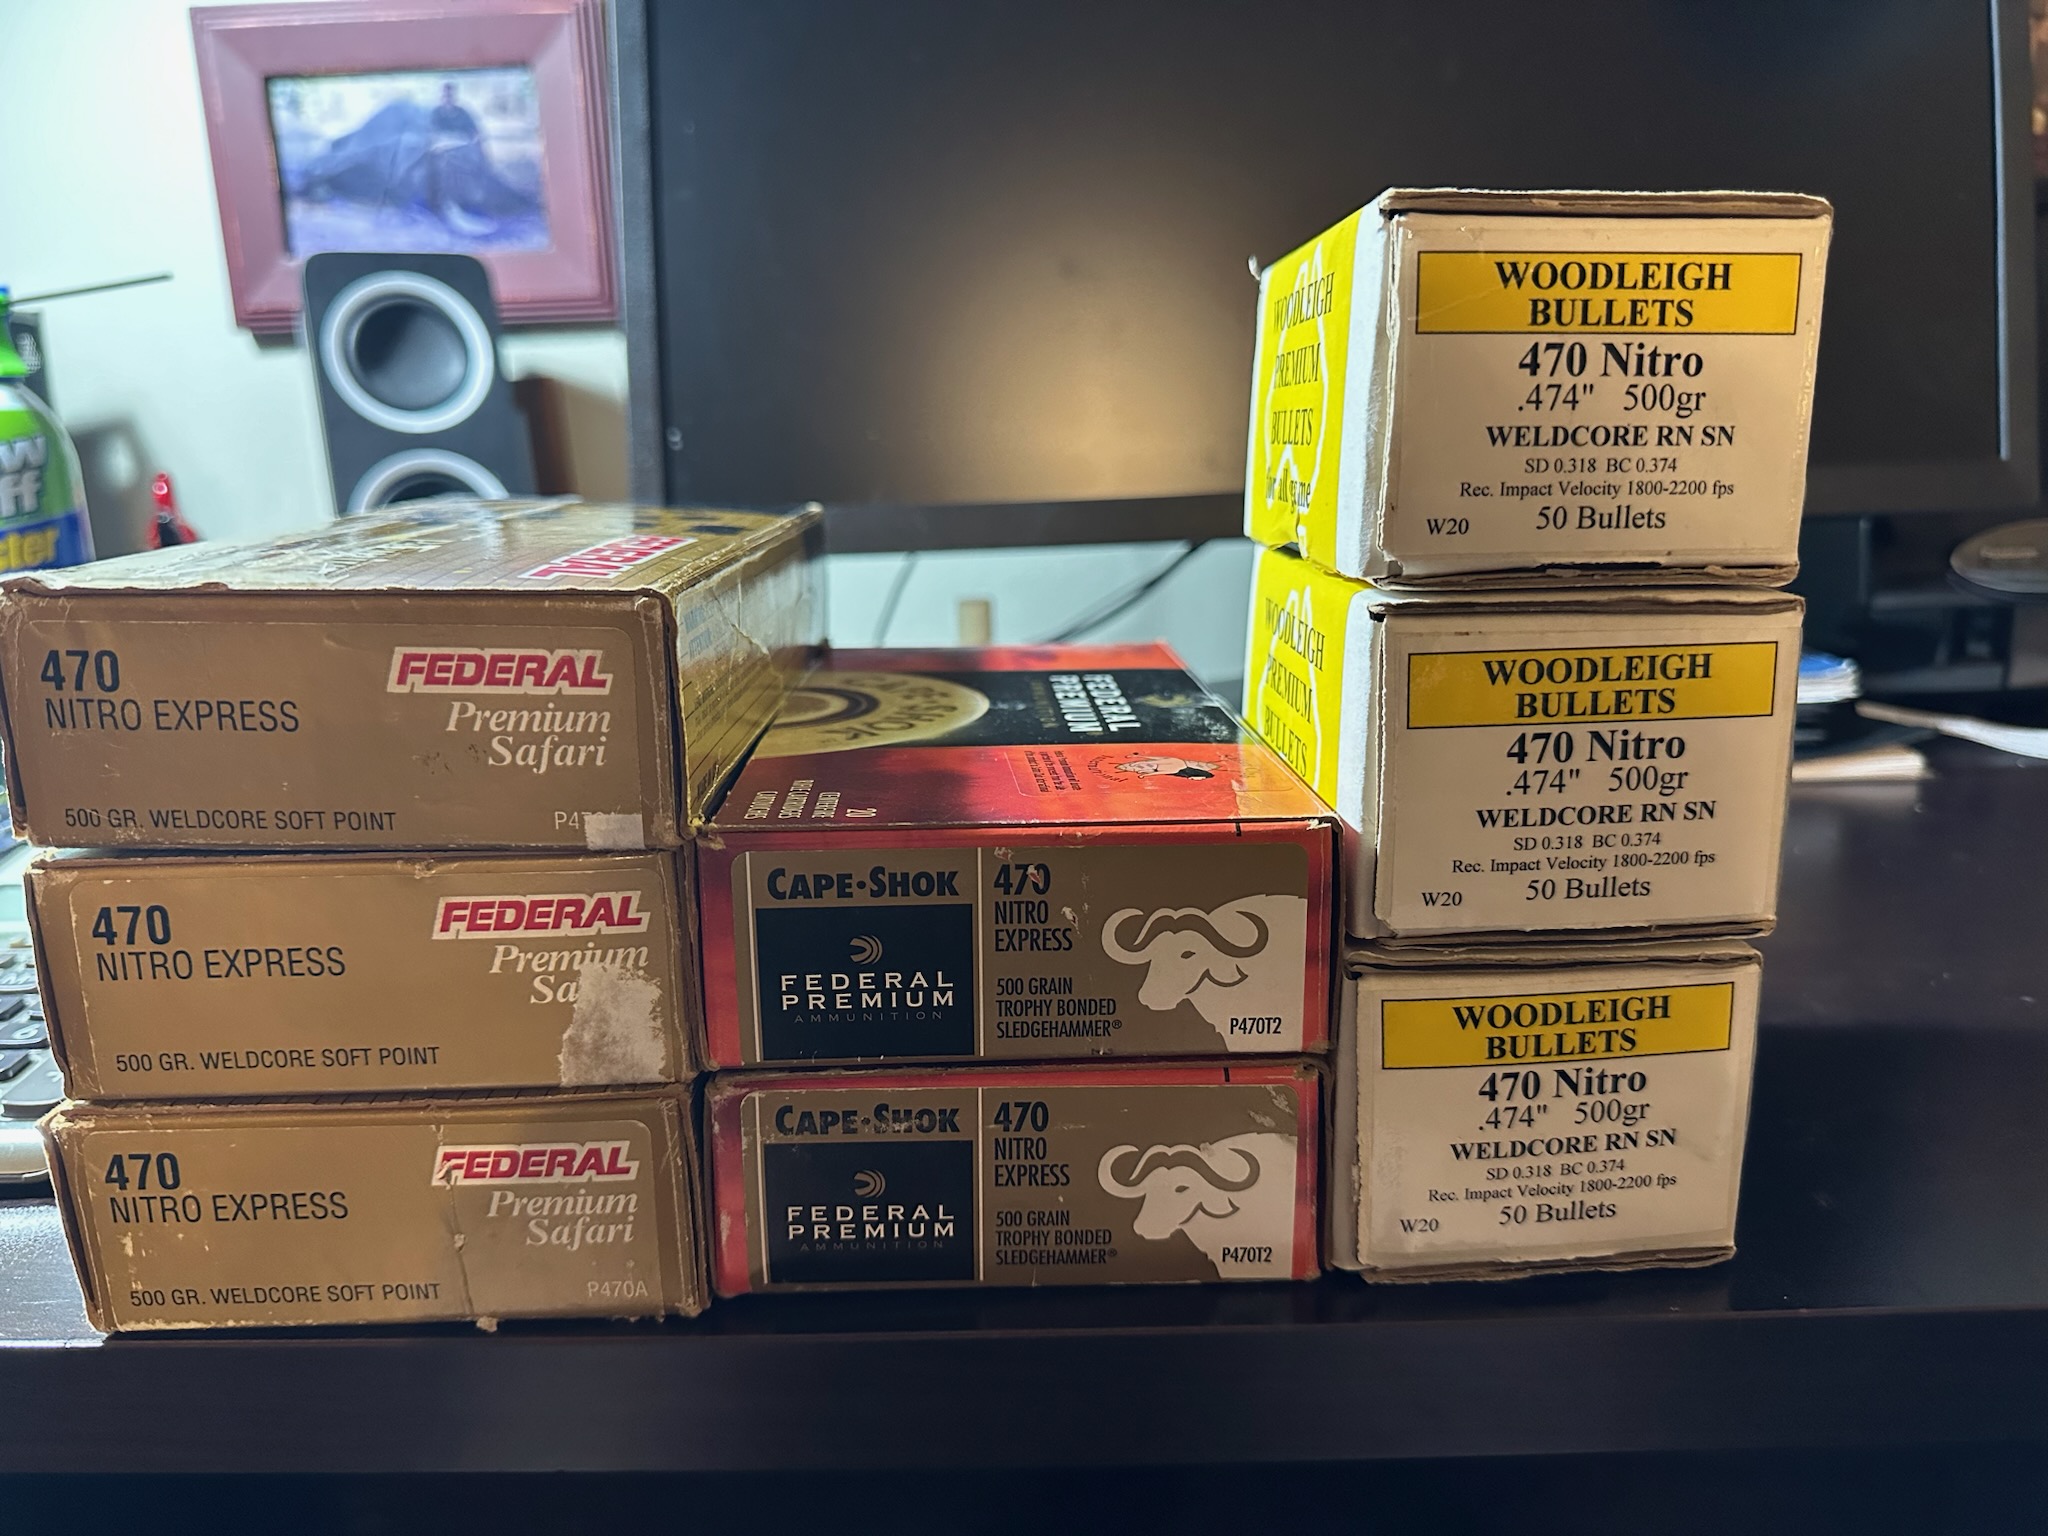 470
NITRO EXPRESS
FEDERAL
Premium
Safari
500 GR. WELDCORE SOFT POINT
FEDERAL
470
NITRO EXPRESS
FEDERAL
Premium
500 GR. WELDCORE SOFT POINT
470
NITRO EXPRESS
FEDERAL
Premium
Safari
500 GR. WELDCORE SOFT POINT
P470A
FEDERAL
PREMIUM
20
CENTERFIRE
CAPE•SHOK
FEDERAL
PREMIUM
AMMUNITION
470
NITRO
EXPRESS
500 GRAIN
TROPHY BONDED
SLEDGEHAMMER®
P470T2
CAPE•SHOK
FEDERAL
PREMIUM
AMMUNITION
470
NITRO
EXPRESS
500 GRAIN
TROPHY BONDED
SLEDGEHAMMER®
P470T2
WOODLEIGH
PREMIUM
BULLETS
for all game
WOODLEIGH
BULLETS
470 Nitro
.474" 500gr
WELDCORE RN SN
SD 0.318 BC 0.374
Rec. Impact Velocity 1800-2200 fps
W20 50 Bullets
WOODLEIGH
PREMIUM
BULLETS
WOODLEIGH
BULLETS
470 Nitro
.474" 500gr
WELDCORE RN SN
SD 0.318 BC 0.374
Rec. Impact Velocity 1800-2200 fps
W20 50 Bullets
WOODLEIGH
BULLETS
470 Nitro
.474" 500gr
WELDCORE RN SN
SD 0.318 BC 0.374
Rec. Impact Velocity 1800-2200 fps
W20 50 Bullets